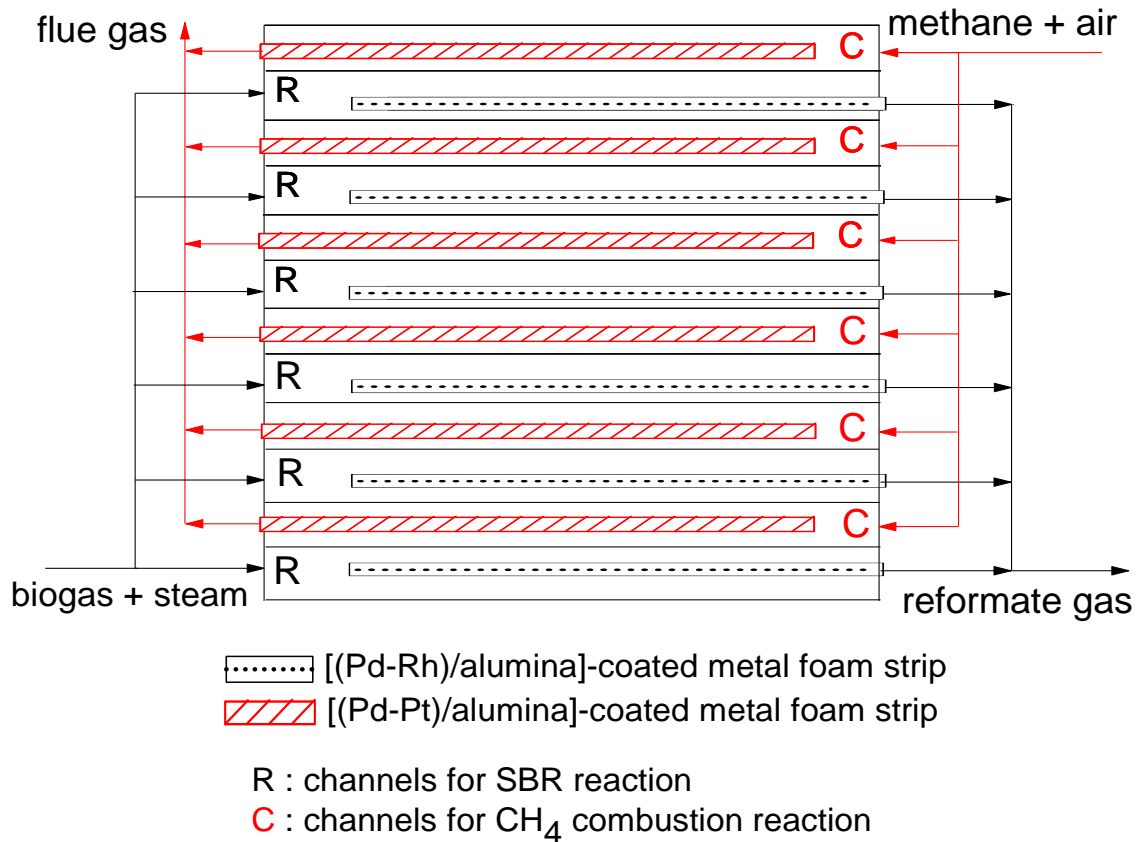 flue gas
methane + air
C
R
C
R
C
R
C
R
C
R
C
R
biogas + steam
reformate gas
[(Pd-Rh)/alumina]-coated metal foam strip
[(Pd-Pt)/alumina]-coated metal foam strip
R : channels for SBR reaction
C : channels for CH4 combustion reaction